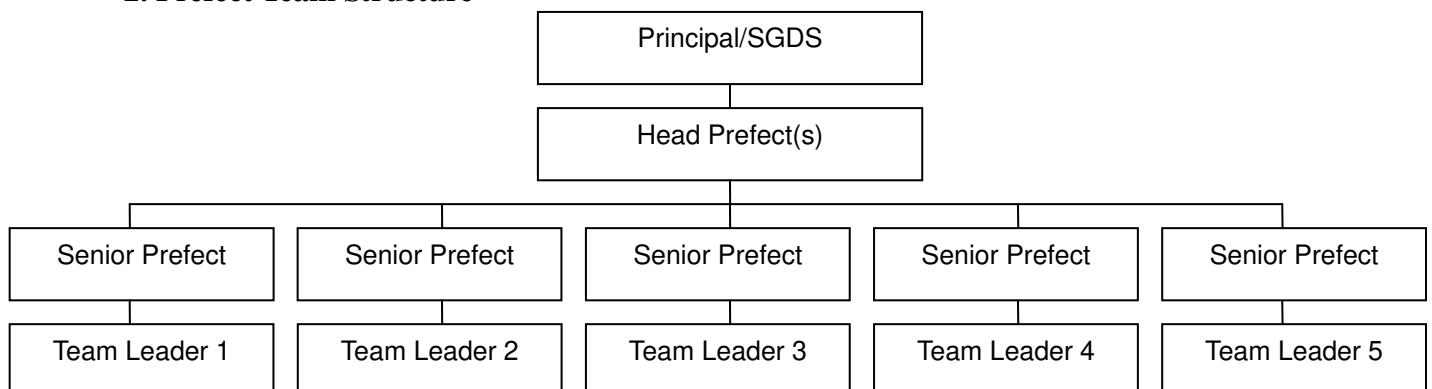 Principal/SGDS
Head Prefect(s)
Senior Prefect Senior Prefect Senior Prefect Senior Prefect Senior Prefect
Team Leader 1 Team Leader 2 Team Leader 3 Team Leader 4 Team Leader 5